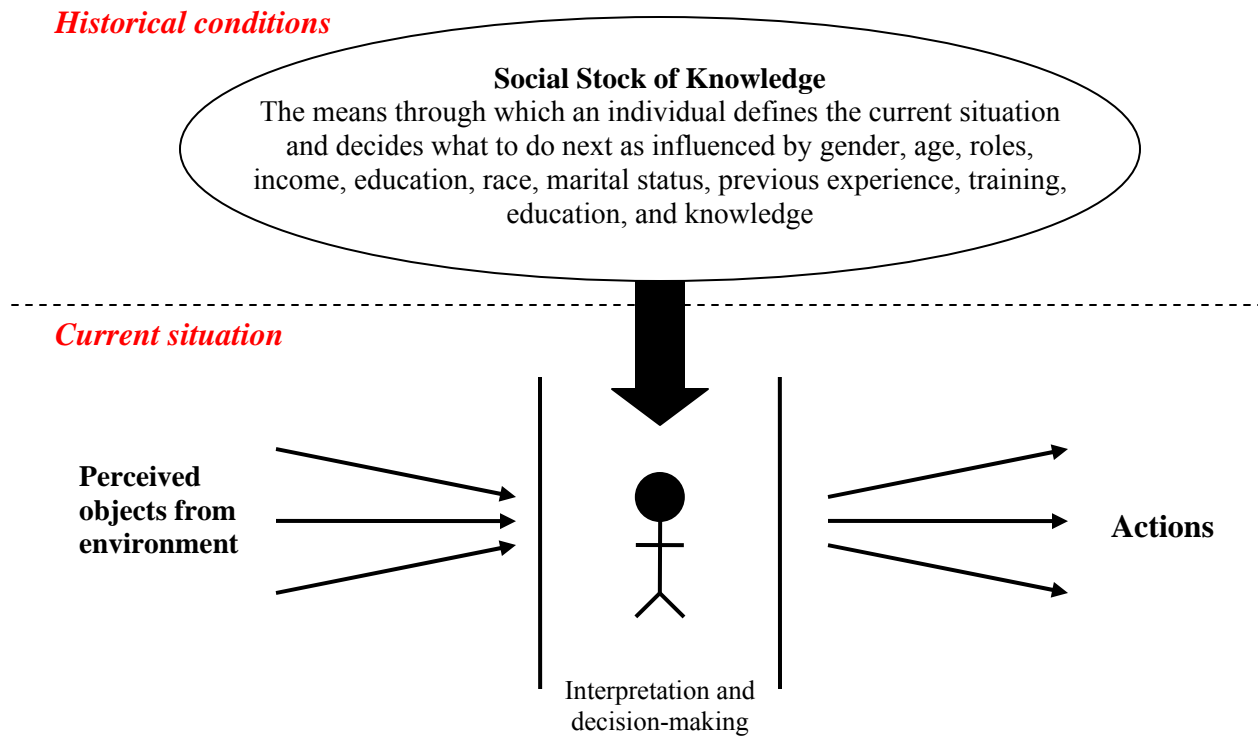 Historical conditions
Social Stock of Knowledge
The means through which an individual defines the current situation
and decides what to do next as influenced by gender, age, roles,
income, education, race, marital status, previous experience, training,
education, and knowledge
Current situation
Perceived
objects from
environment
Actions
Interpretation and
decision-making